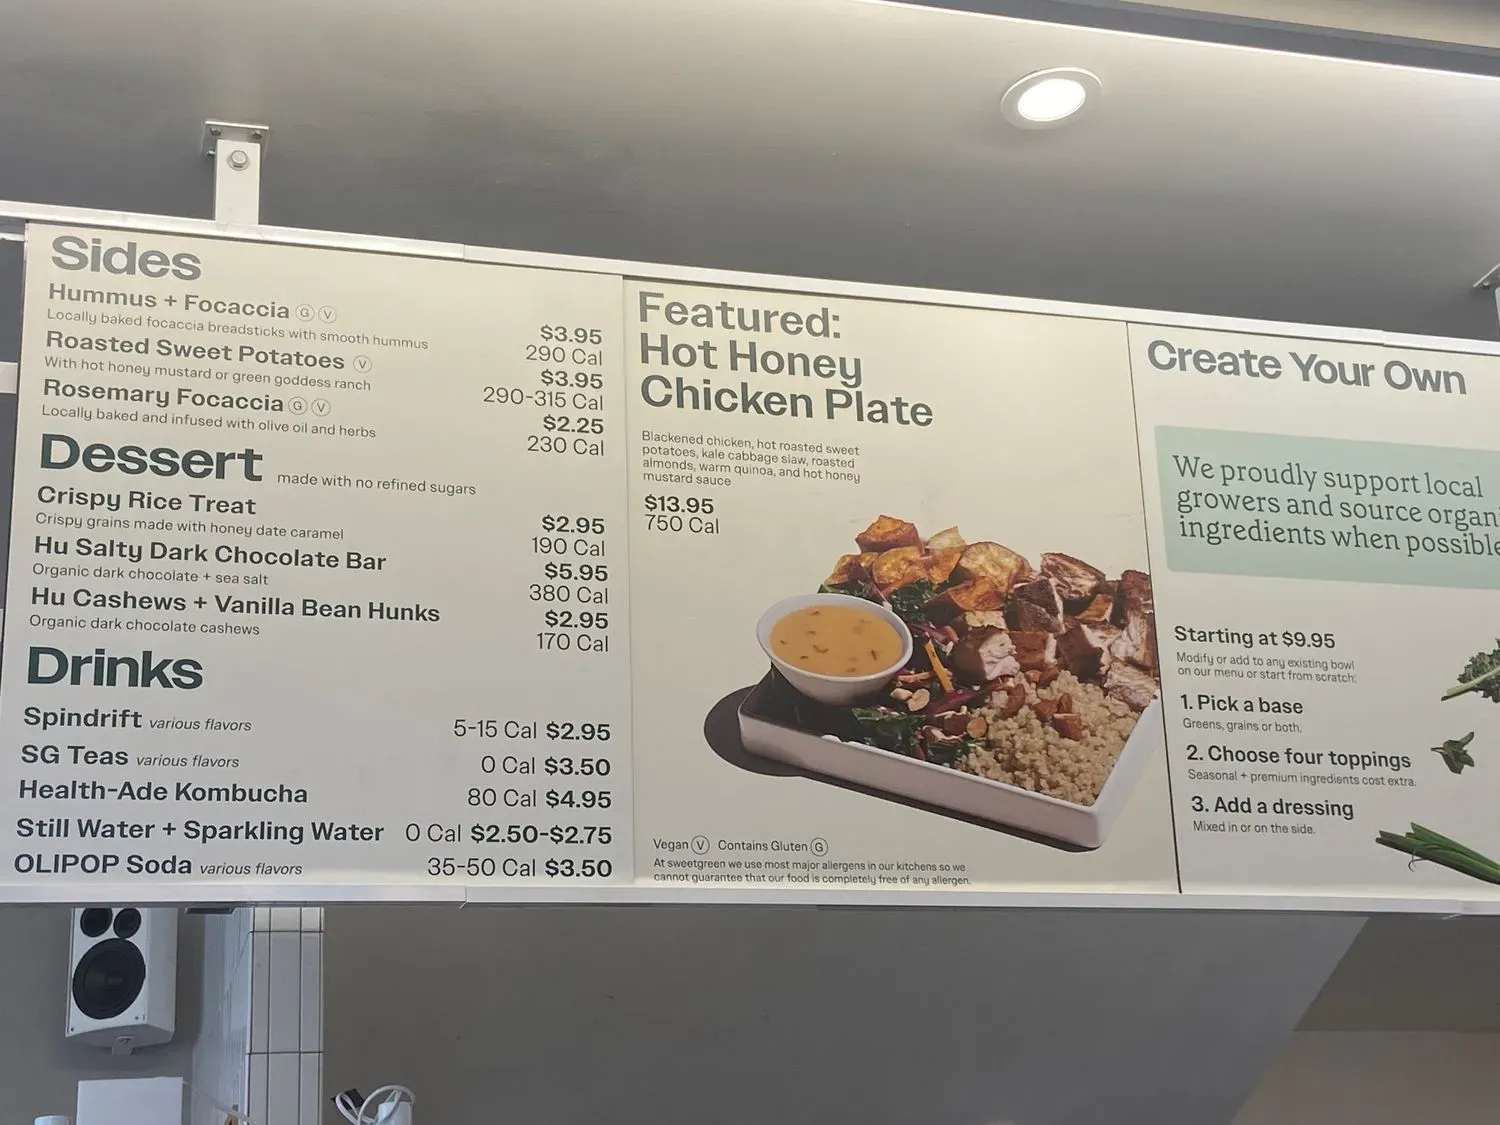 Sides
Hummus + Focaccia G V
Locally baked focaccia breadsticks with smooth hummus
$3.95
290 Cal
Roasted Sweet Potatoes V
With hot honey mustard or green goddess ranch
$3.95
290-315 Cal
Rosemary Focaccia G V
Locally baked and infused with olive oil and herbs
$2.25
230 Cal
Dessert made with no refined sugars
Crispy Rice Treat
Crispy grains made with honey date caramel
$2.95
190 Cal
Hu Salty Dark Chocolate Bar
Organic dark chocolate + sea salt
$5.95
380 Cal
Hu Cashews + Vanilla Bean Hunks
Organic dark chocolate cashews
$2.95
170 Cal
Drinks
Spindrift various flavors 5-15 Cal $2.95
SG Teas various flavors 0 Cal $3.50
Health-Ade Kombucha 80 Cal $4.95
Still Water + Sparkling Water 0 Cal $2.50-$2.75
OLIPOP Soda various flavors 35-50 Cal $3.50
Featured:
Hot Honey
Chicken Plate
Blackened chicken, hot roasted sweet
potatoes, kale cabbage slaw, roasted
almonds, warm quinoa, and hot honey
mustard sauce
$13.95
750 Cal
Vegan V Contains Gluten G
At sweetgreen we use most major allergens in our kitchens so we
cannot guarantee that our food is completely free of any allergen.
Create Your Own
We proudly support local
growers and source organ
ingredients when possible
Starting at $9.95
Modify or add to any existing bowl
on our menu or start from scratch:
1. Pick a base
Greens, grains or both.
2. Choose four toppings
Seasonal + premium ingredients cost extra.
3. Add a dressing
Mixed in or on the side.